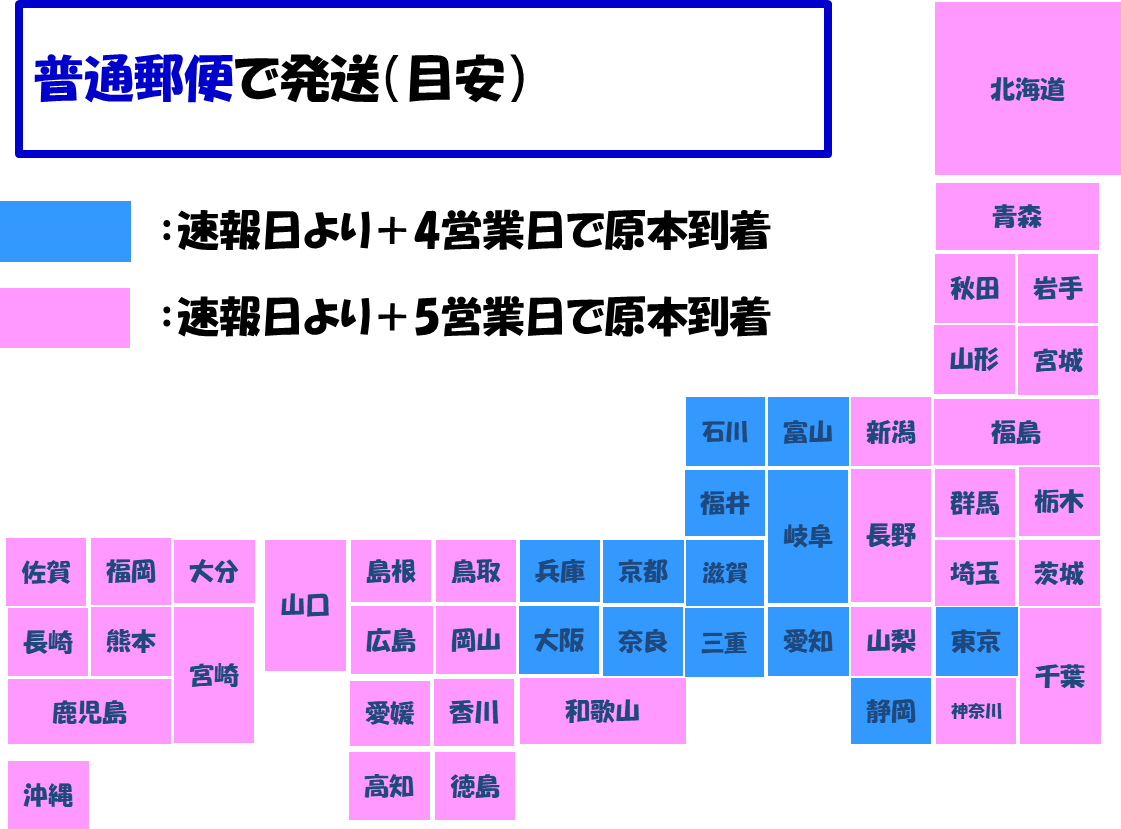 普通郵便で発送(目安)
北海道
青森
:速報日より+4営業日で原本到着
秋田 岩手
:速報日より+5営業日で原本到着
山形 宮城
石川 富山 新潟 福島
福井 岐阜 長野 群馬 栃木
佐賀 福岡 大分 山口 島根 鳥取 兵庫 京都 滋賀 埼玉 茨城
長崎 熊本 宮崎 広島 岡山 大阪 奈良 三重 愛知 山梨 東京 千葉
鹿児島 愛媛 香川 和歌山 静岡 神奈川
沖縄 高知 徳島